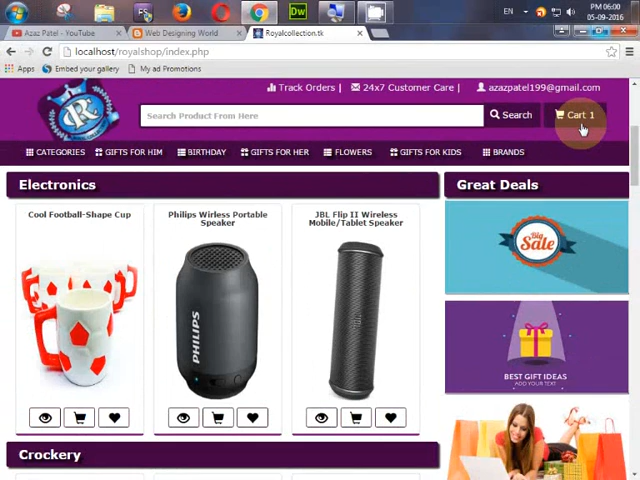 EN
PM 06:00
05-09-2016
Azaz Patel - YouTube
Web Designing World
Royalcollection.tk
localhost/royalshop/index.php
Apps
Embed your gallery
My ad Promotions
Track Orders |
24x7 Customer Care |
azazpatel199@gmail.com
Search Product From Here
Search
Cart 1
CATEGORIES
GIFTS FOR HIM
BIRTHDAY
GIFTS FOR HER
FLOWERS
GIFTS FOR KIDS
BRANDS
Electronics
Great Deals
Cool Football-Shape Cup
Philips Wirless Portable
Speaker
JBL Flip II Wireless
Mobile/Tablet Speaker
PHILIPS
Big
Sale
BEST GIFT IDEAS
ADD YOUR TEXT
Crockery